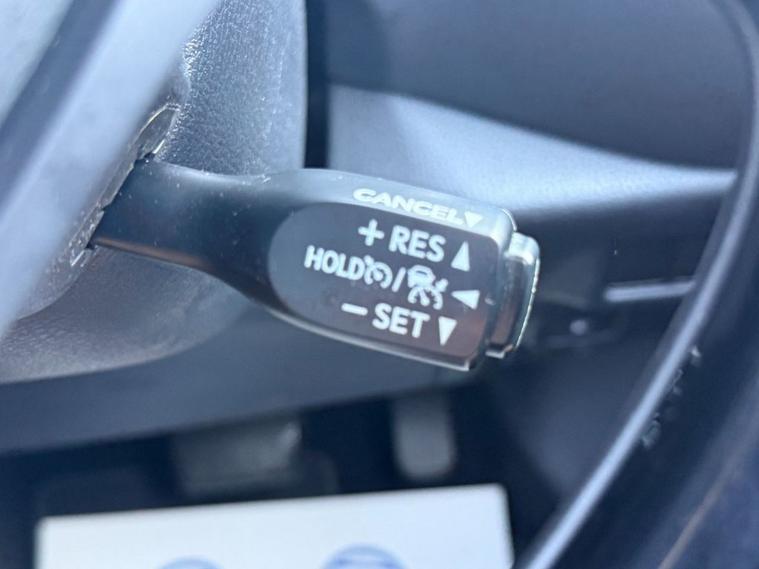 CANCEL▼
+ RES ▲
HOLD / ◀
− SET ▼